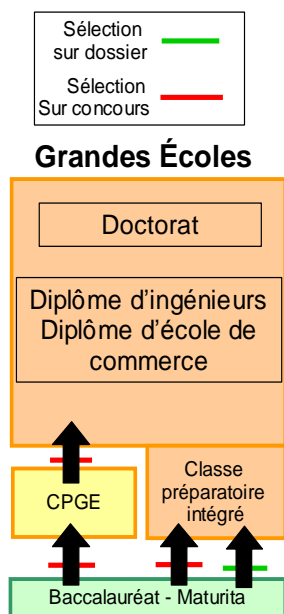 Sélection
sur dossier
Sélection
Sur concours
Grandes Écoles
Doctorat
Diplôme d'ingénieurs
Diplôme d'école de
commerce
CPGE
Classe
préparatoire
intégré
Baccalauréat - Maturita